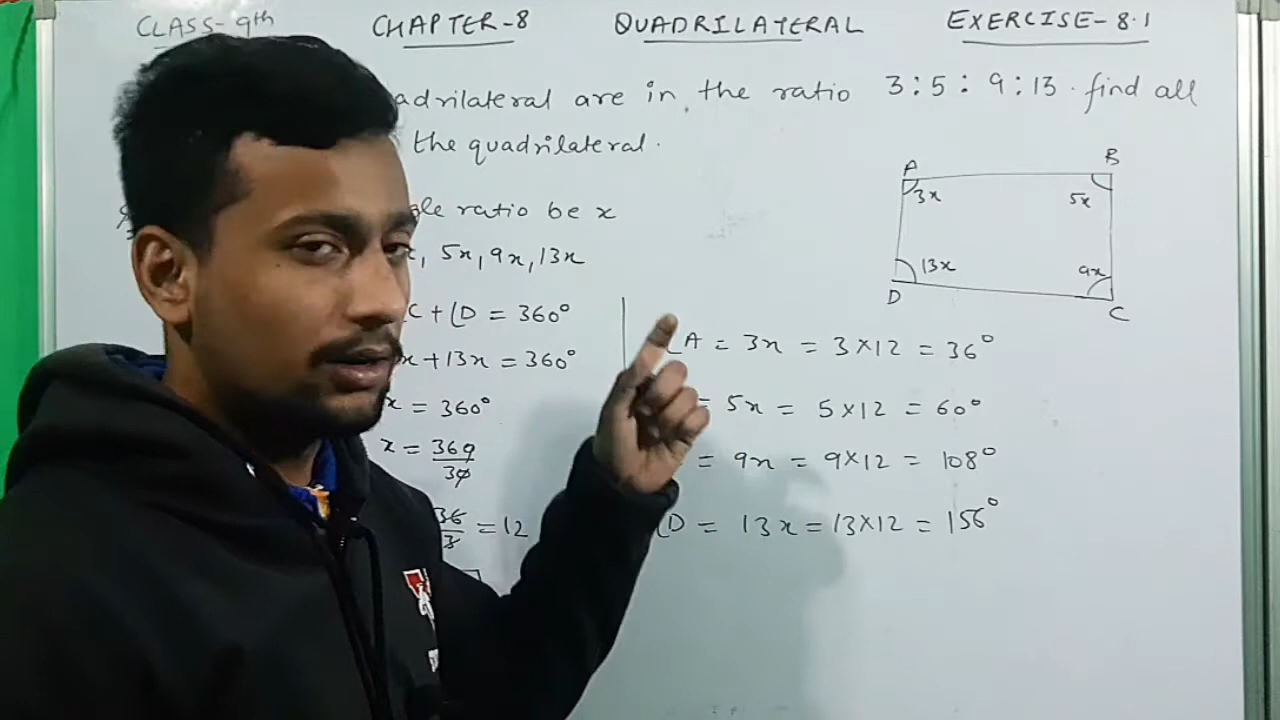 CLASS-9th CHAPTER-8 QUADRILATERAL EXERCISE-8.1
are in the ratio 3:5:9:13. find all
the quadrilateral.
ratio be x
5x, 9x, 13x
C + ∠D = 360°
x + 13x = 360°
x = 360°
x = 360/30
36/3 = 12
A B
3x 5x
13x 9x
D C
∠A = 3x = 3×12 = 36°
= 5x = 5×12 = 60°
= 9x = 9×12 = 108°
∠D = 13x = 13×12 = 156°